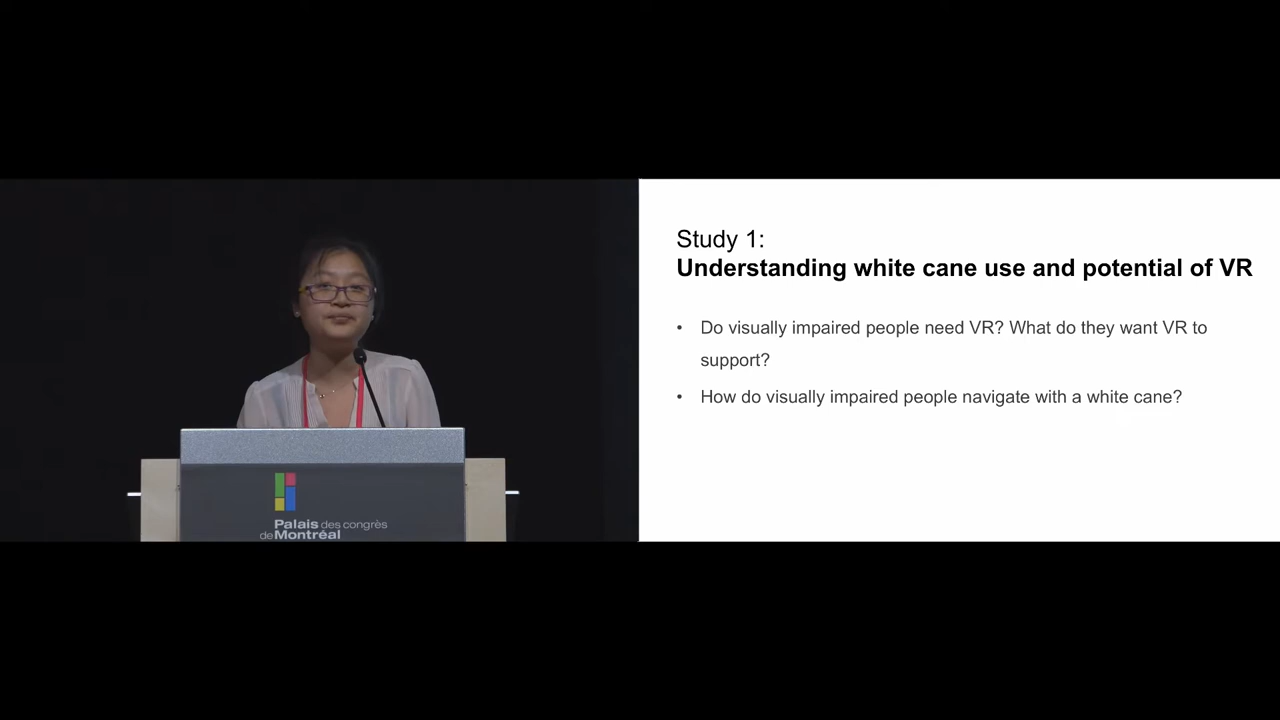 Study 1:
Understanding white cane use and potential of VR
• Do visually impaired people need VR? What do they want VR to
support?
• How do visually impaired people navigate with a white cane?
Palais des congrès
de Montréal